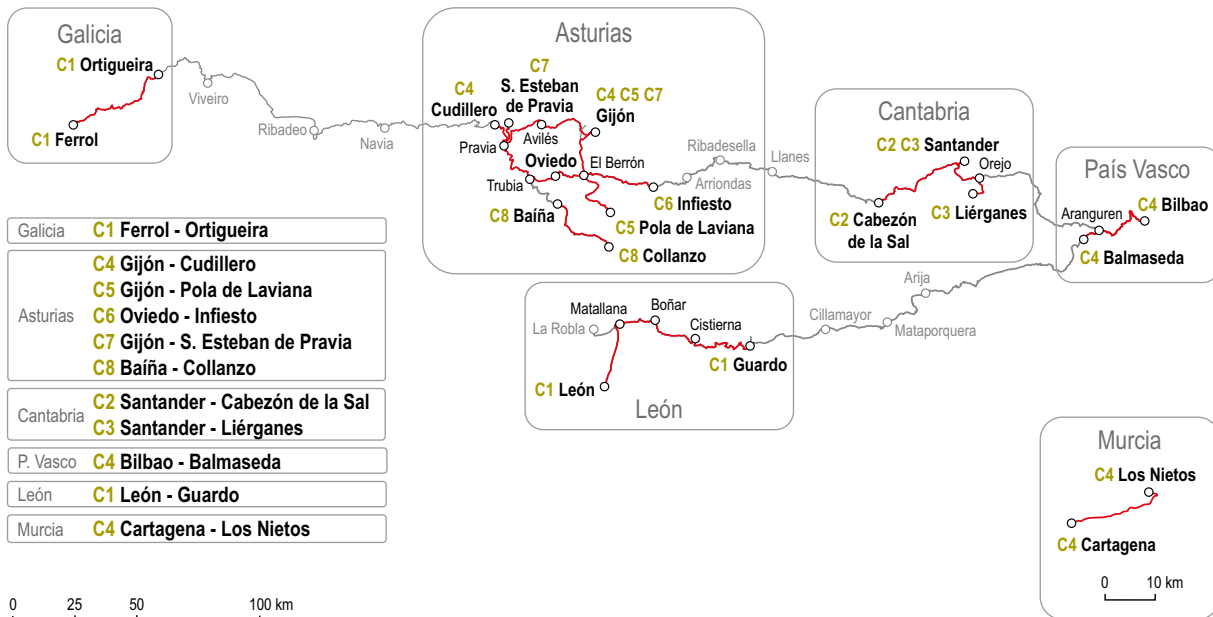 Galicia
C1 Ortigueira
C1 Ferrol
Viveiro
Ribadeo
Navia
Asturias
C7
C4
Cudillero
S. Esteban
de Pravia
C4 C5 C7
Gijón
Pravia
Avilés
Oviedo
El Berrón
Trubia
C8 Baíña
C6 Infiesto
C5 Pola de Laviana
C8 Collanzo
Ribadesella
Arriondas
Llanes
Cantabria
C2 C3 Santander
Orejo
C3 Liérganes
C2 Cabezón
de la Sal
País Vasco
C4 Bilbao
Aranguren
C4 Balmaseda
Arija
Cillamayor
Mataporquera
Matallana
Boñar
La Robla
Cistierna
C1 Guardo
C1 León
León
Galicia C1 Ferrol - Ortigueira
Asturias
C4 Gijón - Cudillero
C5 Gijón - Pola de Laviana
C6 Oviedo - Infiesto
C7 Gijón - S. Esteban de Pravia
C8 Baíña - Collanzo
Cantabria
C2 Santander - Cabezón de la Sal
C3 Santander - Liérganes
P. Vasco C4 Bilbao - Balmaseda
León C1 León - Guardo
Murcia C4 Cartagena - Los Nietos
Murcia
C4 Los Nietos
C4 Cartagena
0 10 km
0 25 50 100 km